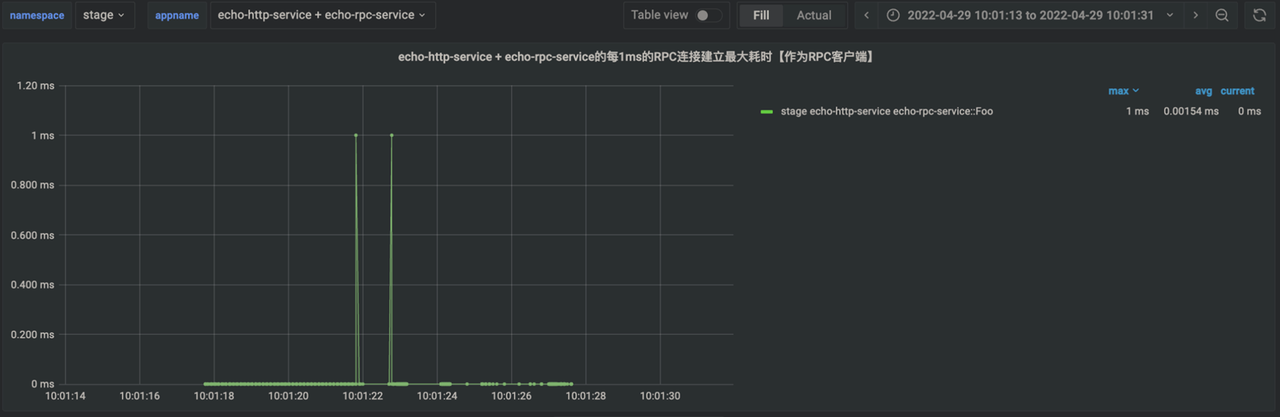 namespace stage appname echo-http-service + echo-rpc-service Table view Fill Actual 2022-04-29 10:01:13 to 2022-04-29 10:01:31
echo-http-service + echo-rpc-service的每1ms的RPC连接建立最大耗时【作为RPC客户端】
1.20 ms
1 ms
0.800 ms
0.600 ms
0.400 ms
0.200 ms
0 ms
10:01:14 10:01:16 10:01:18 10:01:20 10:01:22 10:01:24 10:01:26 10:01:28 10:01:30
max avg current
stage echo-http-service echo-rpc-service::Foo 1 ms 0.00154 ms 0 ms